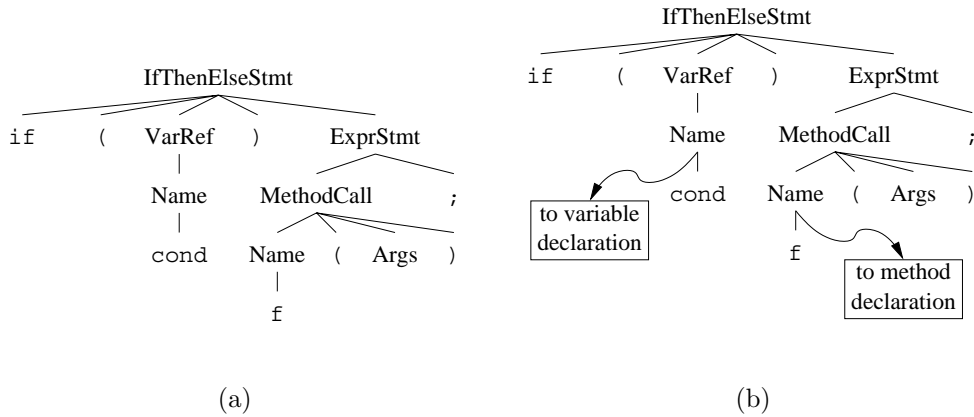 IfThenElseStmt
if ( VarRef ) ExprStmt
Name MethodCall ;
cond Name ( Args )
f
(a)
IfThenElseStmt
if ( VarRef ) ExprStmt
Name MethodCall ;
cond Name ( Args )
to variable
declaration
f
to method
declaration
(b)